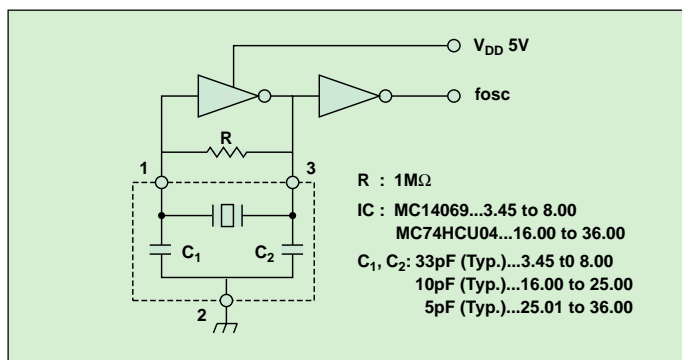 V_DD 5V
fosc
R
1
3
C₁
C₂
2
R : 1MΩ
IC : MC14069...3.45 to 8.00
MC74HCU04...16.00 to 36.00
C₁, C₂: 33pF (Typ.)...3.45 t0 8.00
10pF (Typ.)...16.00 to 25.00
5pF (Typ.)...25.01 to 36.00